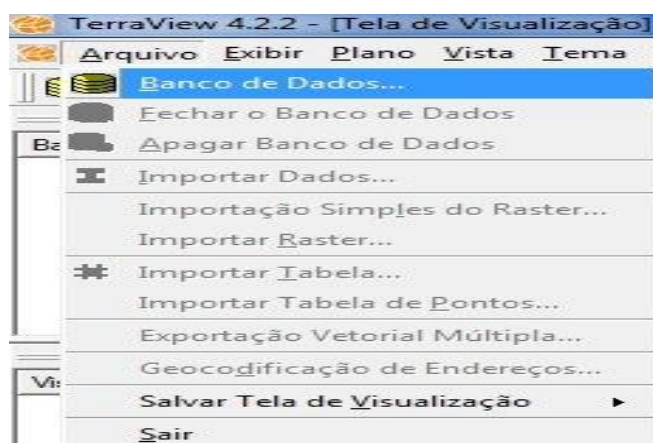 TerraView 4.2.2 - [Tela de Visualização]
Arquivo Exibir Plano Vista Tema
Banco de Dados...
Fechar o Banco de Dados
Ba
Apagar Banco de Dados
Importar Dados...
Importação Simples do Raster...
Importar Raster...
Importar Tabela...
Importar Tabela de Pontos...
Exportação Vetorial Múltipla...
Geocodificação de Endereços...
Vi
Salvar Tela de Visualização
Sair